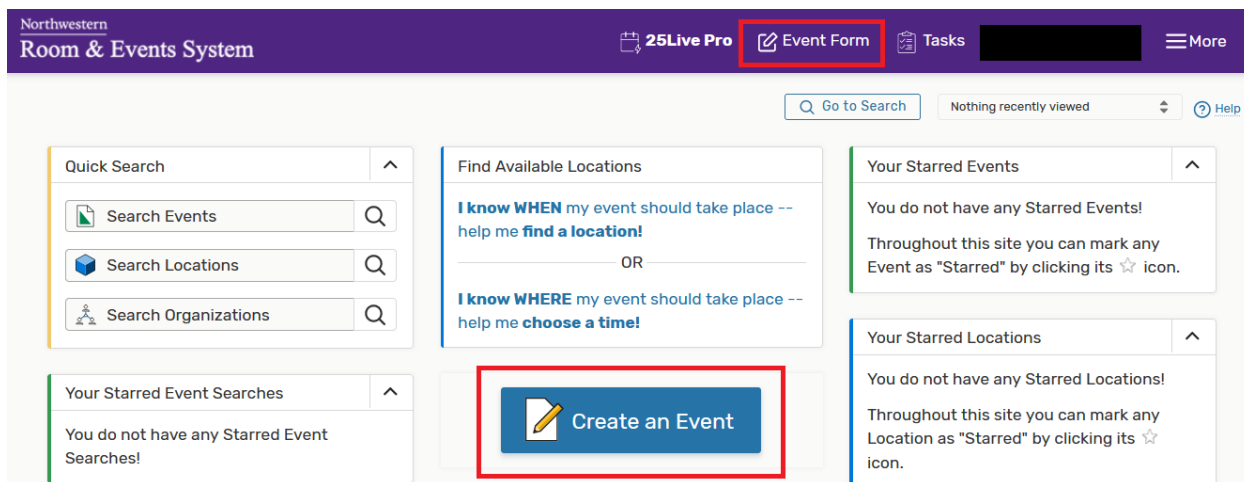 Northwestern
Room & Events System
25Live Pro
Event Form
Tasks
More
Go to Search
Nothing recently viewed
Help
Quick Search
Search Events
Search Locations
Search Organizations
Your Starred Event Searches
You do not have any Starred Event
Searches!
Find Available Locations
I know WHEN my event should take place --
help me find a location!
OR
I know WHERE my event should take place --
help me choose a time!
Create an Event
Your Starred Events
You do not have any Starred Events!
Throughout this site you can mark any
Event as "Starred" by clicking its icon.
Your Starred Locations
You do not have any Starred Locations!
Throughout this site you can mark any
Location as "Starred" by clicking its
icon.